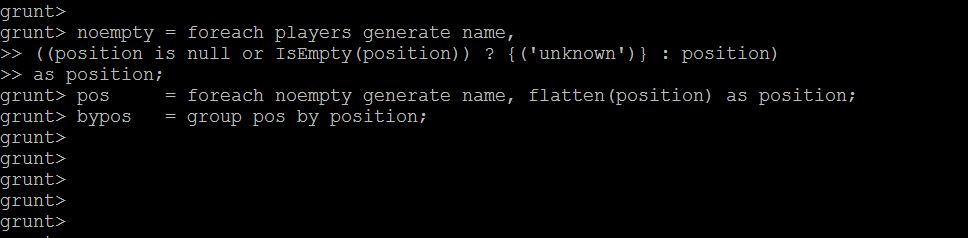 grunt>
grunt> noempty = foreach players generate name,
>> ((position is null or IsEmpty(position)) ? {('unknown')} : position)
>> as position;
grunt> pos     = foreach noempty generate name, flatten(position) as position;
grunt> bypos   = group pos by position;
grunt>
grunt>
grunt>
grunt>
grunt>